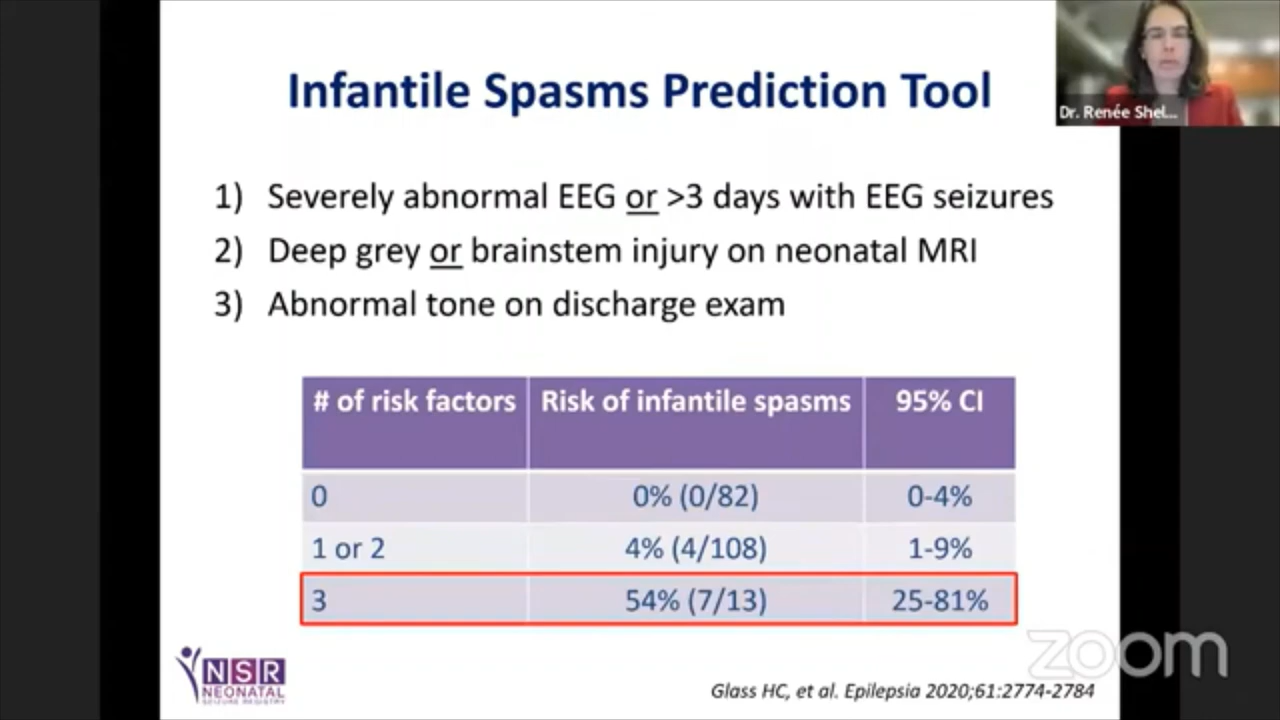 Infantile Spasms Prediction Tool
Dr. Renée Shel...
1) Severely abnormal EEG or >3 days with EEG seizures
2) Deep grey or brainstem injury on neonatal MRI
3) Abnormal tone on discharge exam
# of risk factors Risk of infantile spasms 95% CI
0 0% (0/82) 0-4%
1 or 2 4% (4/108) 1-9%
3 54% (7/13) 25-81%
zoom
NSR
NEONATAL
SEIZURE REGISTRY
Glass HC, et al. Epilepsia 2020;61:2774-2784